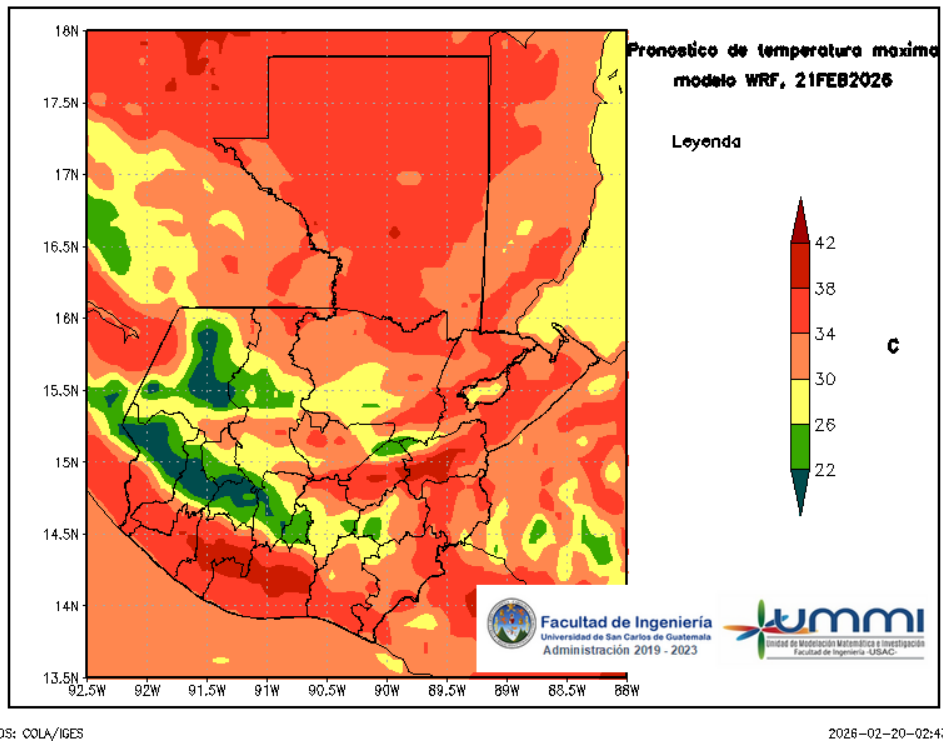 Pronostico de temperatura maxima
modelo WRF, 21FEB2026
Leyenda
42
38
34
30
26
22
C
18N
17.5N
17N
16.5N
16N
15.5N
15N
14.5N
14N
13.5N
92.5W 92W 91.5W 91W 90.5W 90W 89.5W 89W 88.5W 88W
Facultad de Ingeniería
Universidad de San Carlos de Guatemala
Administración 2019 - 2023
UMMI
Unidad de Modelación Matemática e Investigación
Facultad de Ingeniería -USAC-
OS: COLA/IGES
2026-02-20-02:4